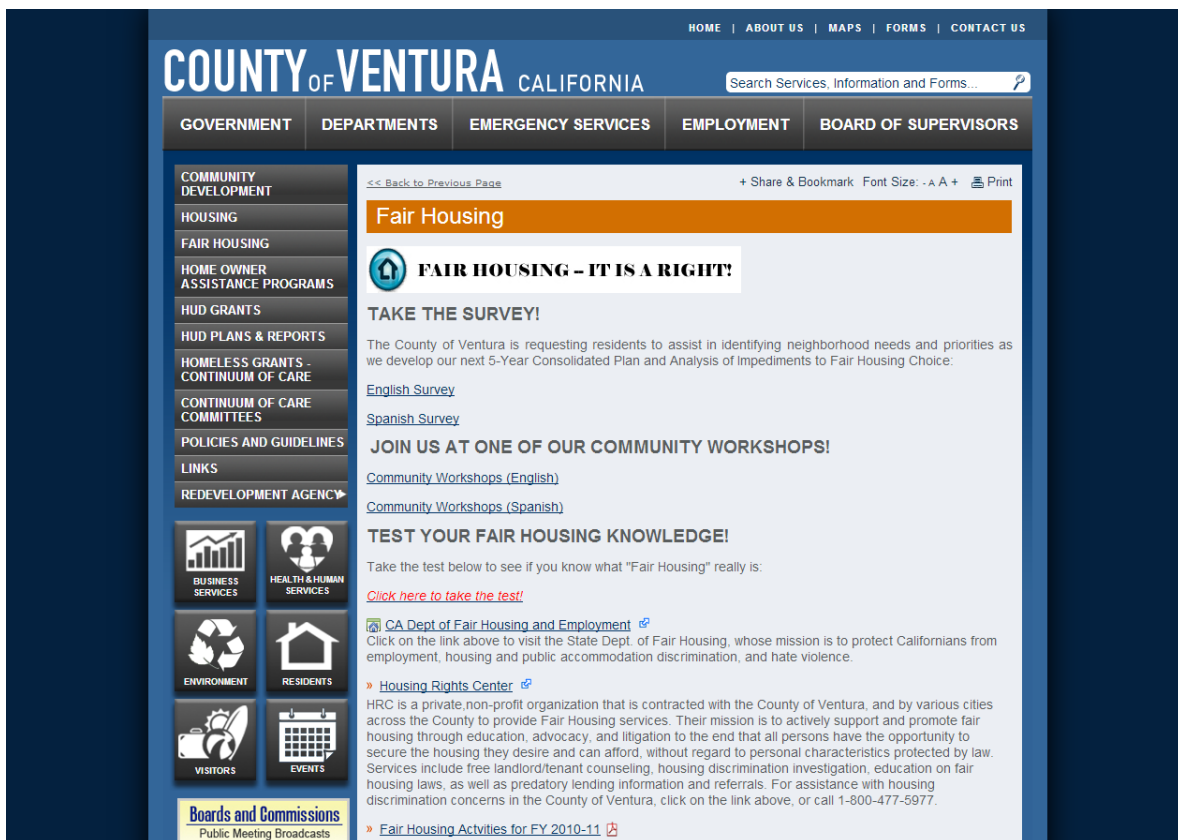 HOME | ABOUT US | MAPS | FORMS | CONTACT US
COUNTY OF VENTURA CALIFORNIA
Search Services, Information and Forms...
GOVERNMENT DEPARTMENTS EMERGENCY SERVICES EMPLOYMENT BOARD OF SUPERVISORS
COMMUNITY
DEVELOPMENT
HOUSING
FAIR HOUSING
HOME OWNER
ASSISTANCE PROGRAMS
HUD GRANTS
HUD PLANS & REPORTS
HOMELESS GRANTS -
CONTINUUM OF CARE
CONTINUUM OF CARE
COMMITTEES
POLICIES AND GUIDELINES
LINKS
REDEVELOPMENT AGENCY
BUSINESS
SERVICES
HEALTH & HUMAN
SERVICES
ENVIRONMENT
RESIDENTS
VISITORS
EVENTS
Boards and Commissions
Public Meeting Broadcasts
<< Back to Previous Page
+ Share & Bookmark Font Size: - A A + Print
Fair Housing
FAIR HOUSING – IT IS A RIGHT!
TAKE THE SURVEY!
The County of Ventura is requesting residents to assist in identifying neighborhood needs and priorities as
we develop our next 5-Year Consolidated Plan and Analysis of Impediments to Fair Housing Choice:
English Survey
Spanish Survey
JOIN US AT ONE OF OUR COMMUNITY WORKSHOPS!
Community Workshops (English)
Community Workshops (Spanish)
TEST YOUR FAIR HOUSING KNOWLEDGE!
Take the test below to see if you know what "Fair Housing" really is:
Click here to take the test!
CA Dept of Fair Housing and Employment
Click on the link above to visit the State Dept. of Fair Housing, whose mission is to protect Californians from
employment, housing and public accommodation discrimination, and hate violence.
» Housing Rights Center
HRC is a private,non-profit organization that is contracted with the County of Ventura, and by various cities
across the County to provide Fair Housing services. Their mission is to actively support and promote fair
housing through education, advocacy, and litigation to the end that all persons have the opportunity to
secure the housing they desire and can afford, without regard to personal characteristics protected by law.
Services include free landlord/tenant counseling, housing discrimination investigation, education on fair
housing laws, as well as predatory lending information and referrals. For assistance with housing
discrimination concerns in the County of Ventura, click on the link above, or call 1-800-477-5977.
» Fair Housing Actvities for FY 2010-11